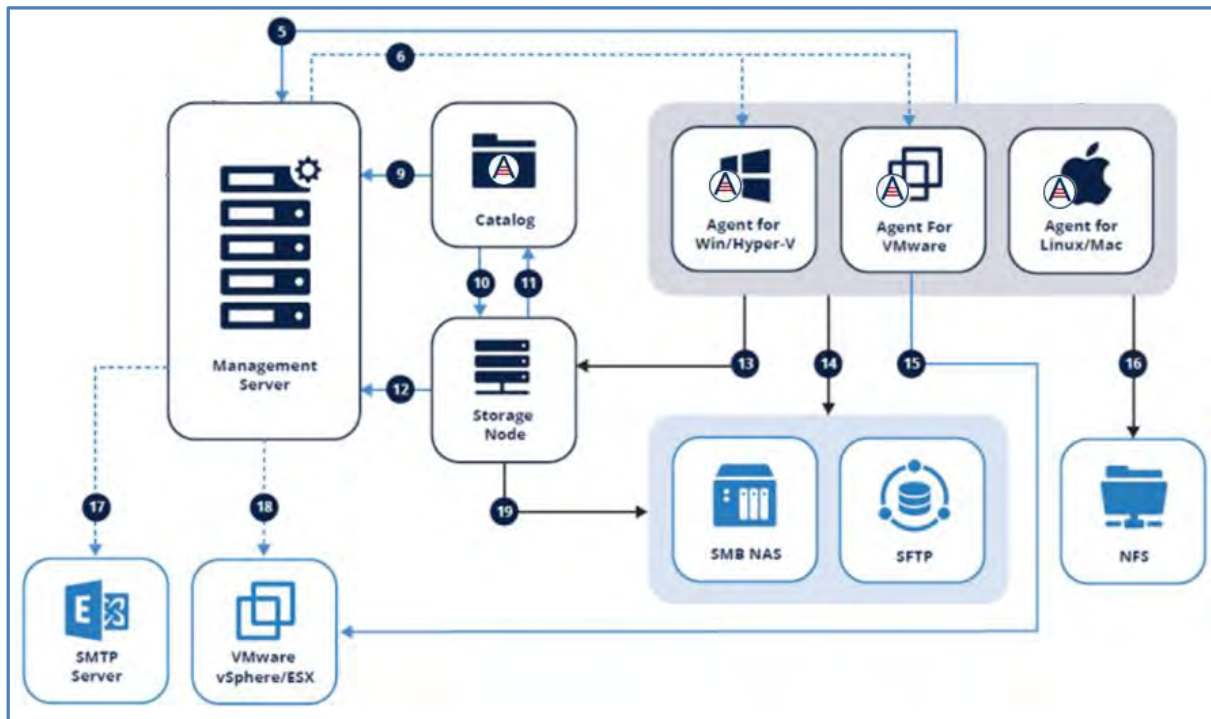 5
6
9
Catalog
Agent for
Win/Hyper-V
Agent For
VMware
Agent for
Linux/Mac
10
11
Management
Server
12
Storage
Node
13
14
15
16
17
18
19
SMB NAS
SFTP
NFS
E
SMTP
Server
VMware
vSphere/ESX